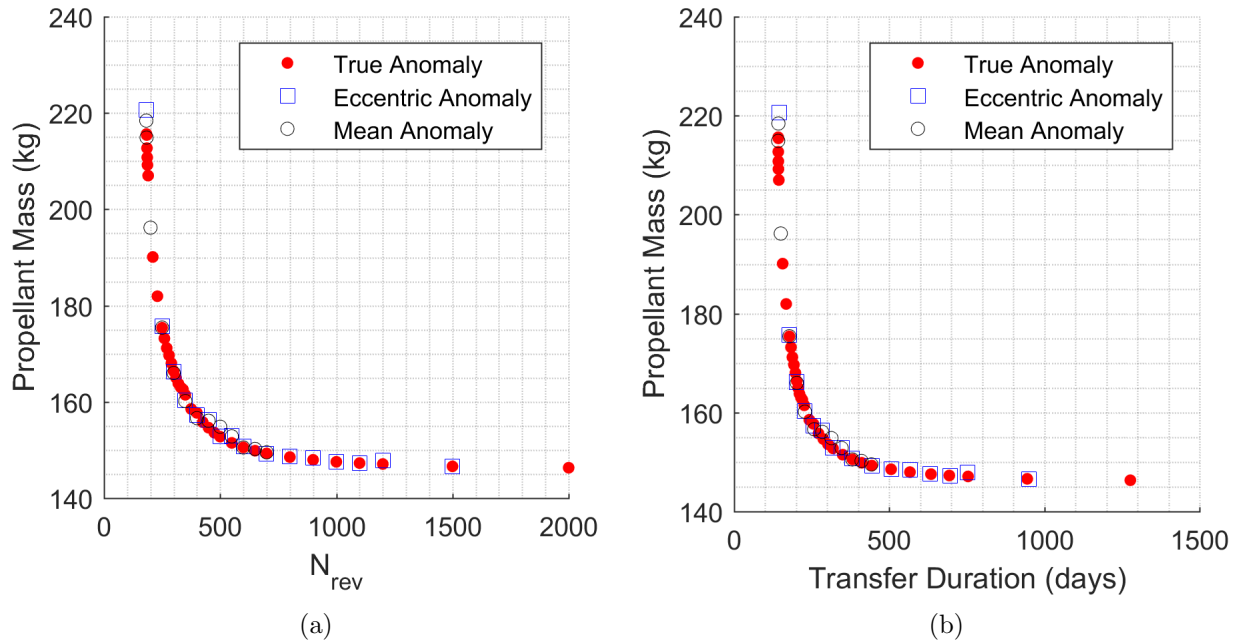 240
220
200
180
160
140
Propellant Mass (kg)
True Anomaly
Eccentric Anomaly
Mean Anomaly
0
500
1000
1500
2000
N_rev
(a)
240
220
200
180
160
140
Propellant Mass (kg)
True Anomaly
Eccentric Anomaly
Mean Anomaly
0
500
1000
1500
Transfer Duration (days)
(b)